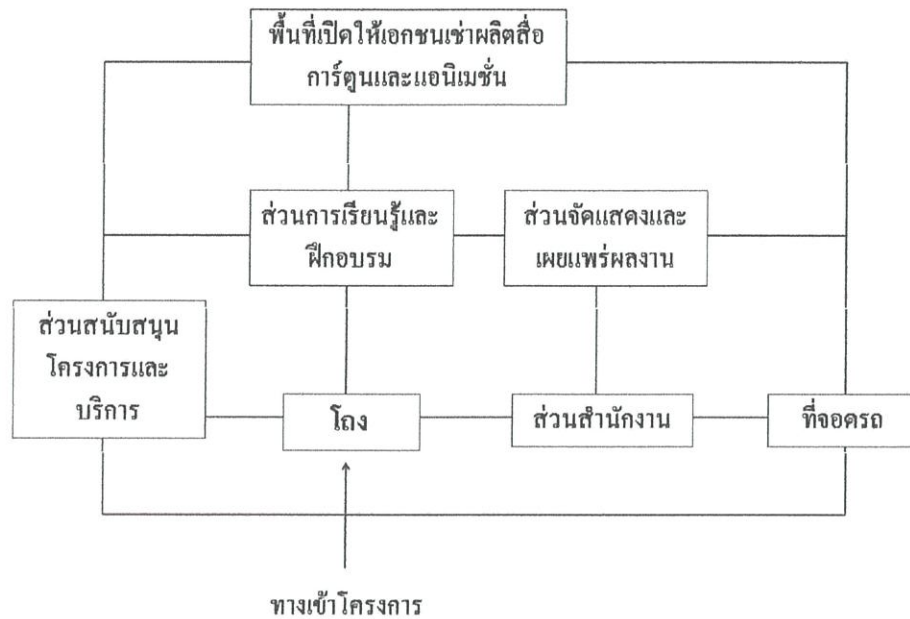 พื้นที่เปิดให้เอกชนเช่าผลิตสื่อ
การ์ตูนและแอนิเมชั่น
ส่วนการเรียนรู้และ
ฝึกอบรม
ส่วนจัดแสดงและ
เผยแพร่ผลงาน
ส่วนสนับสนุน
โครงการและ
บริการ
โถง
ส่วนสำนักงาน
ที่จอดรถ
ทางเข้าโครงการ